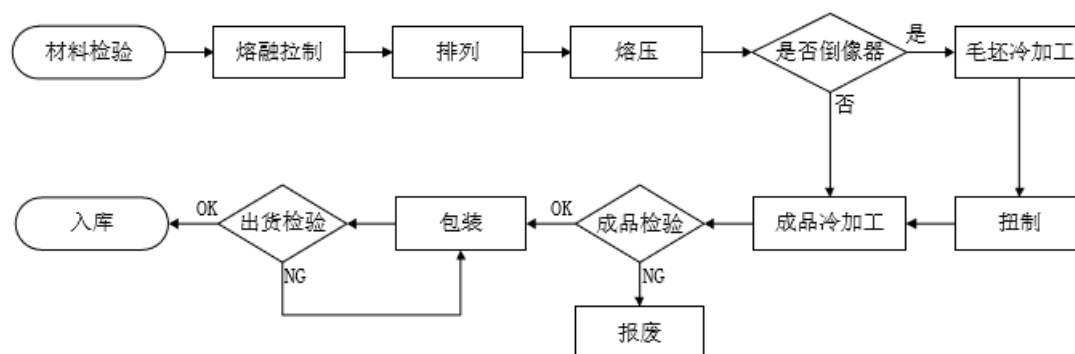 材料检验
熔融拉制
排列
熔压
是否倒像器
是
毛坯冷加工
否
入库
OK
出货检验
包装
OK
成品检验
成品冷加工
扭制
NG
NG
报废